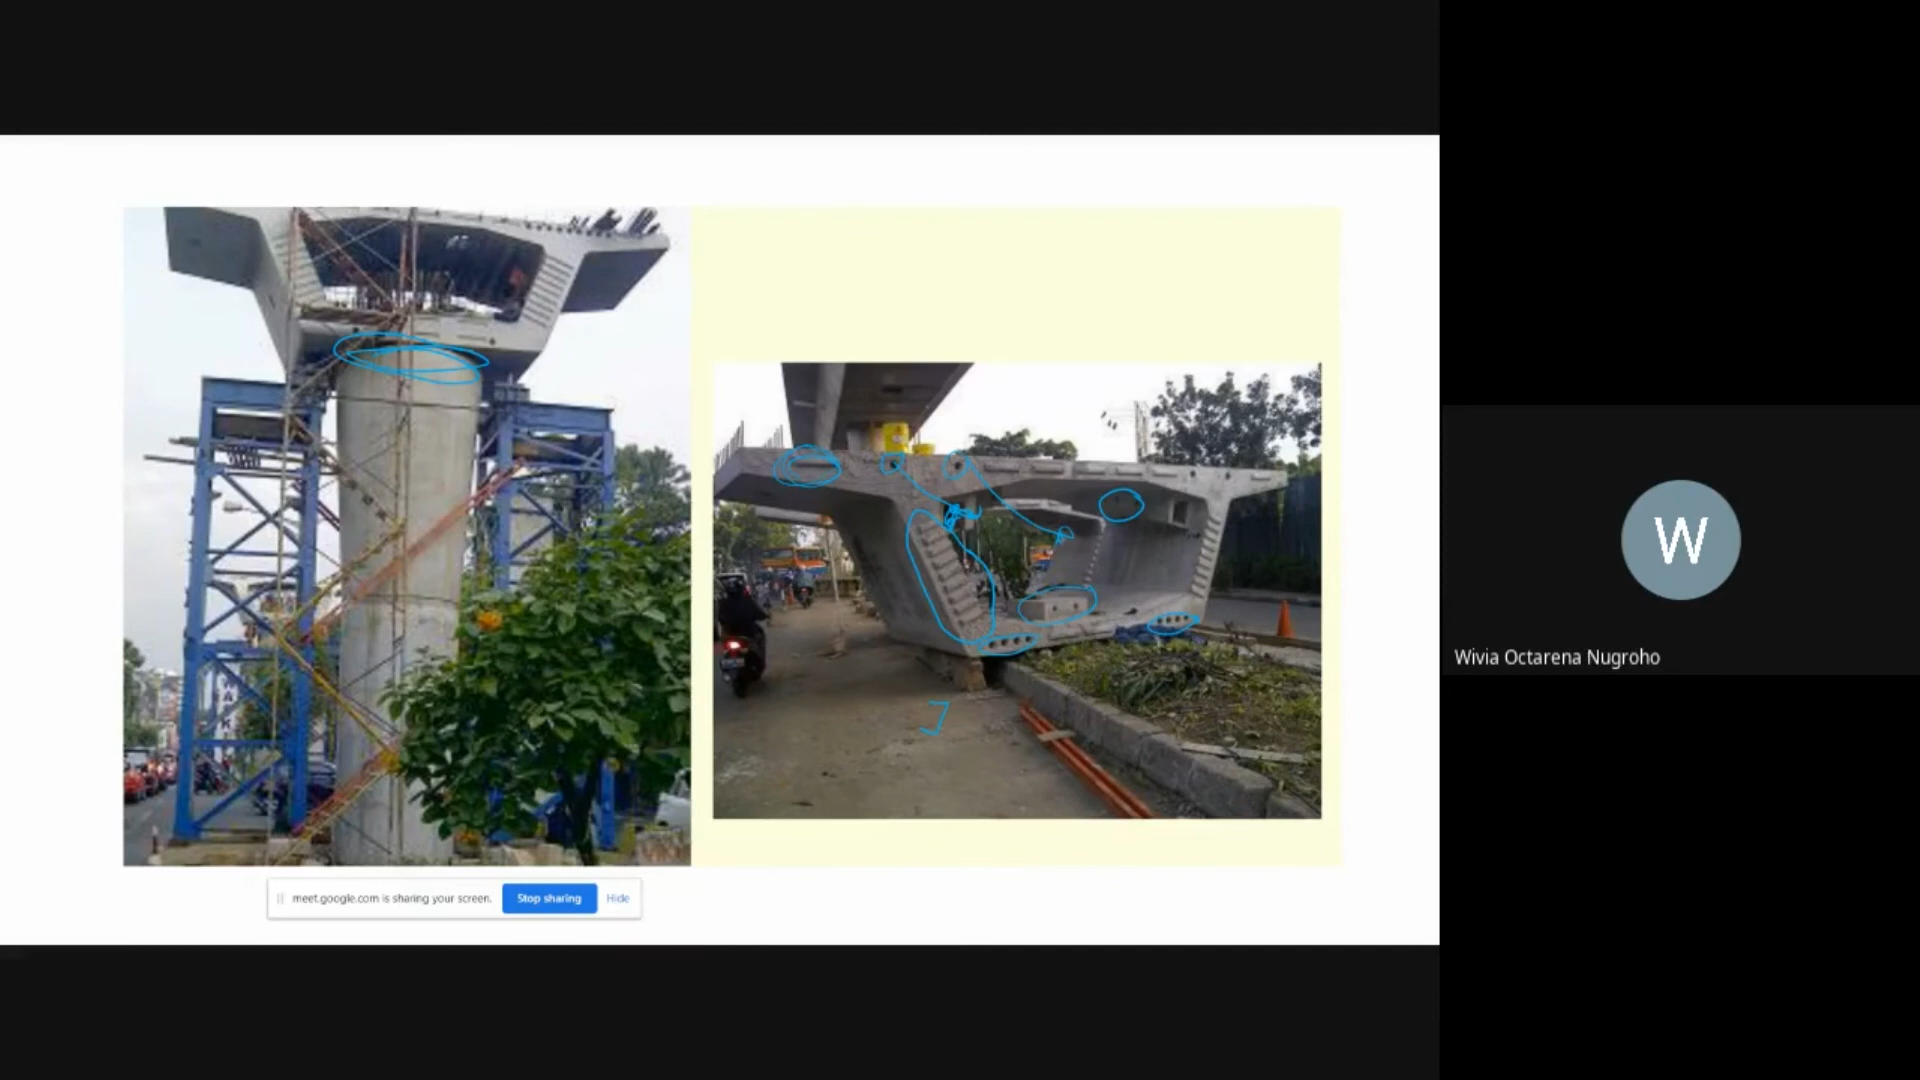 meet.google.com is sharing your screen.
Stop sharing
Hide
W
Wivia Octarena Nugroho